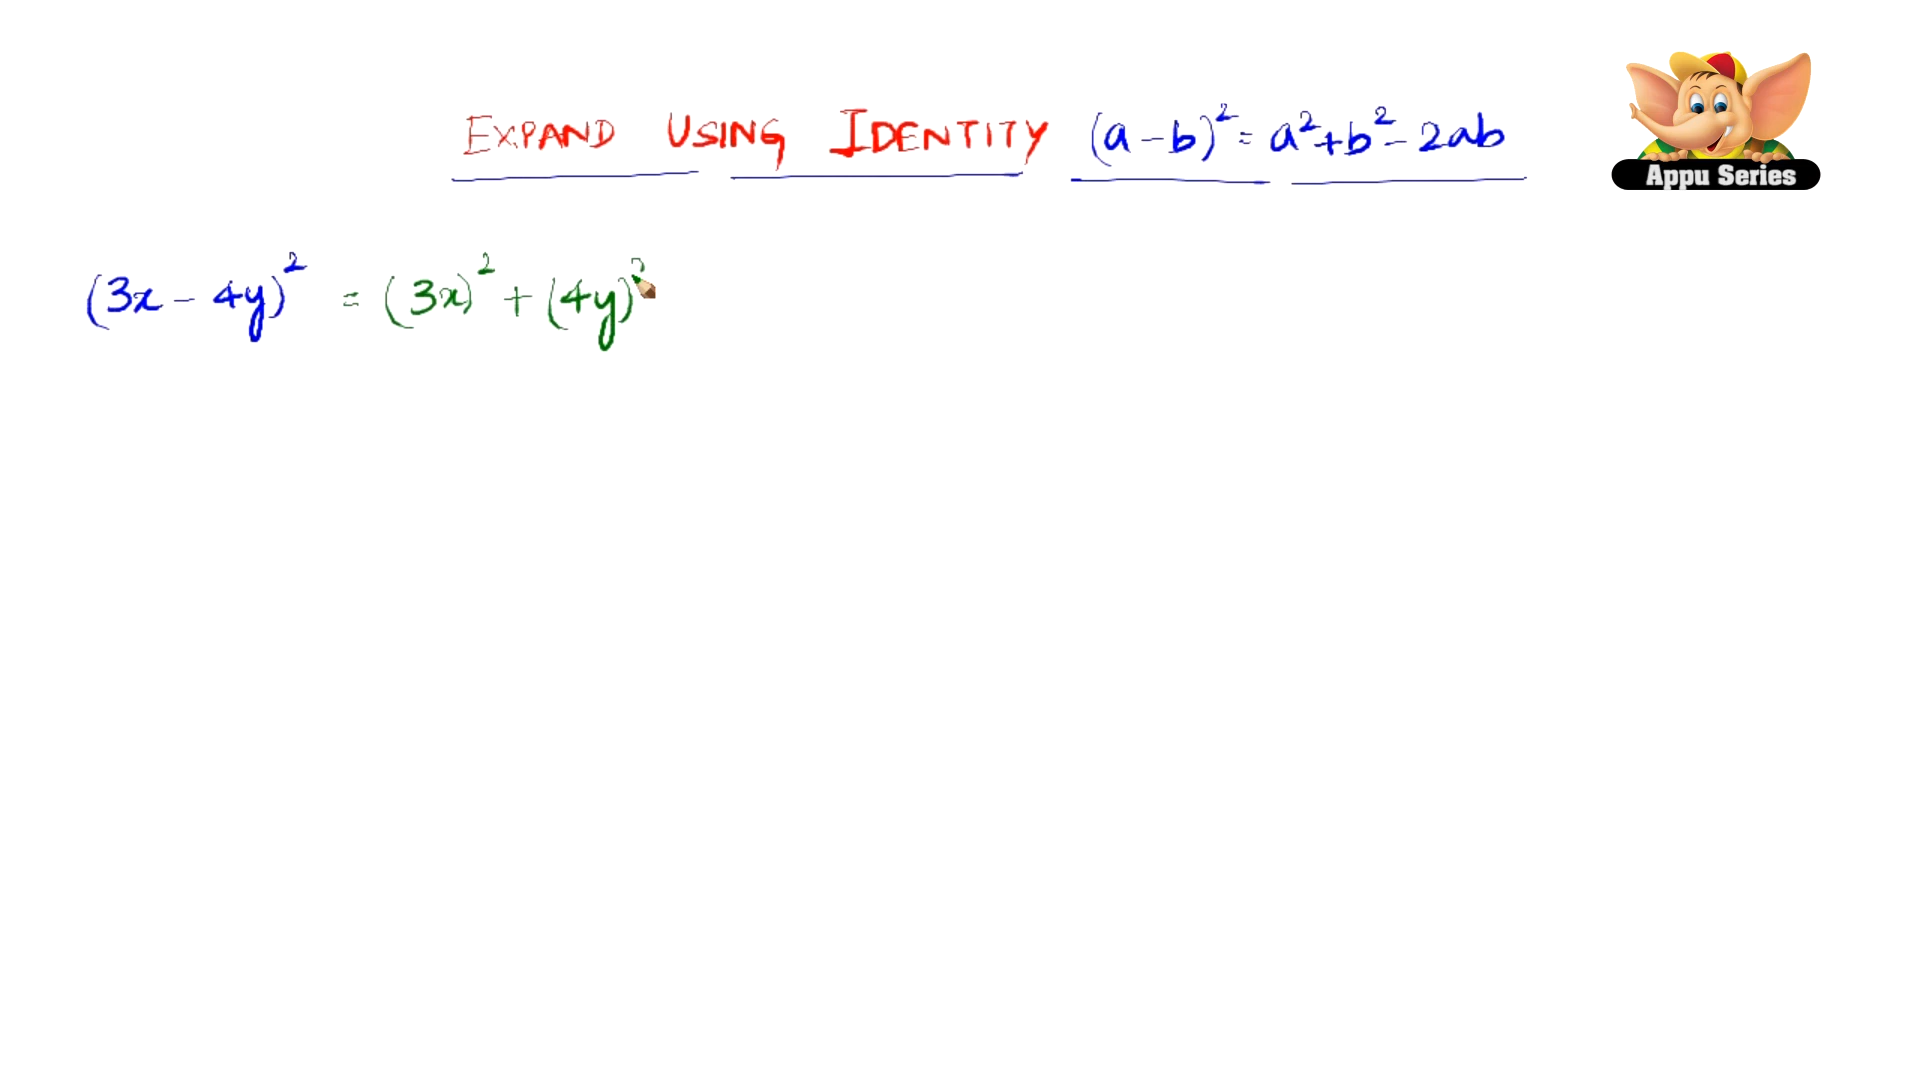 EXPAND USING IDENTITY (a-b)² = a²+b²-2ab
Appu Series
(3x - 4y)² = (3x)² + (4y)²